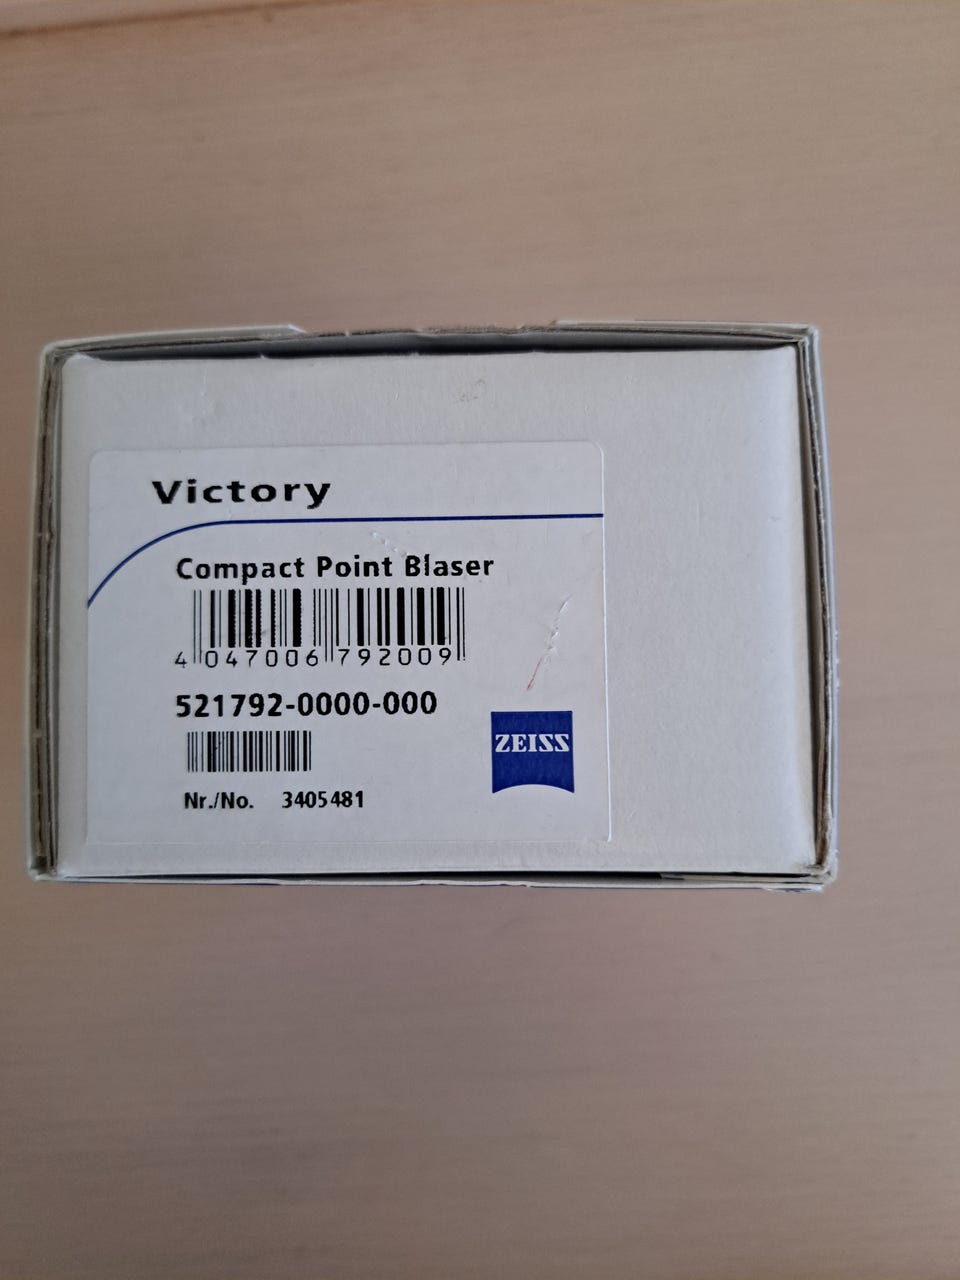 Victory
Compact Point Blaser
4 047006 792009
521792-0000-000
ZEISS
Nr./No. 3405481